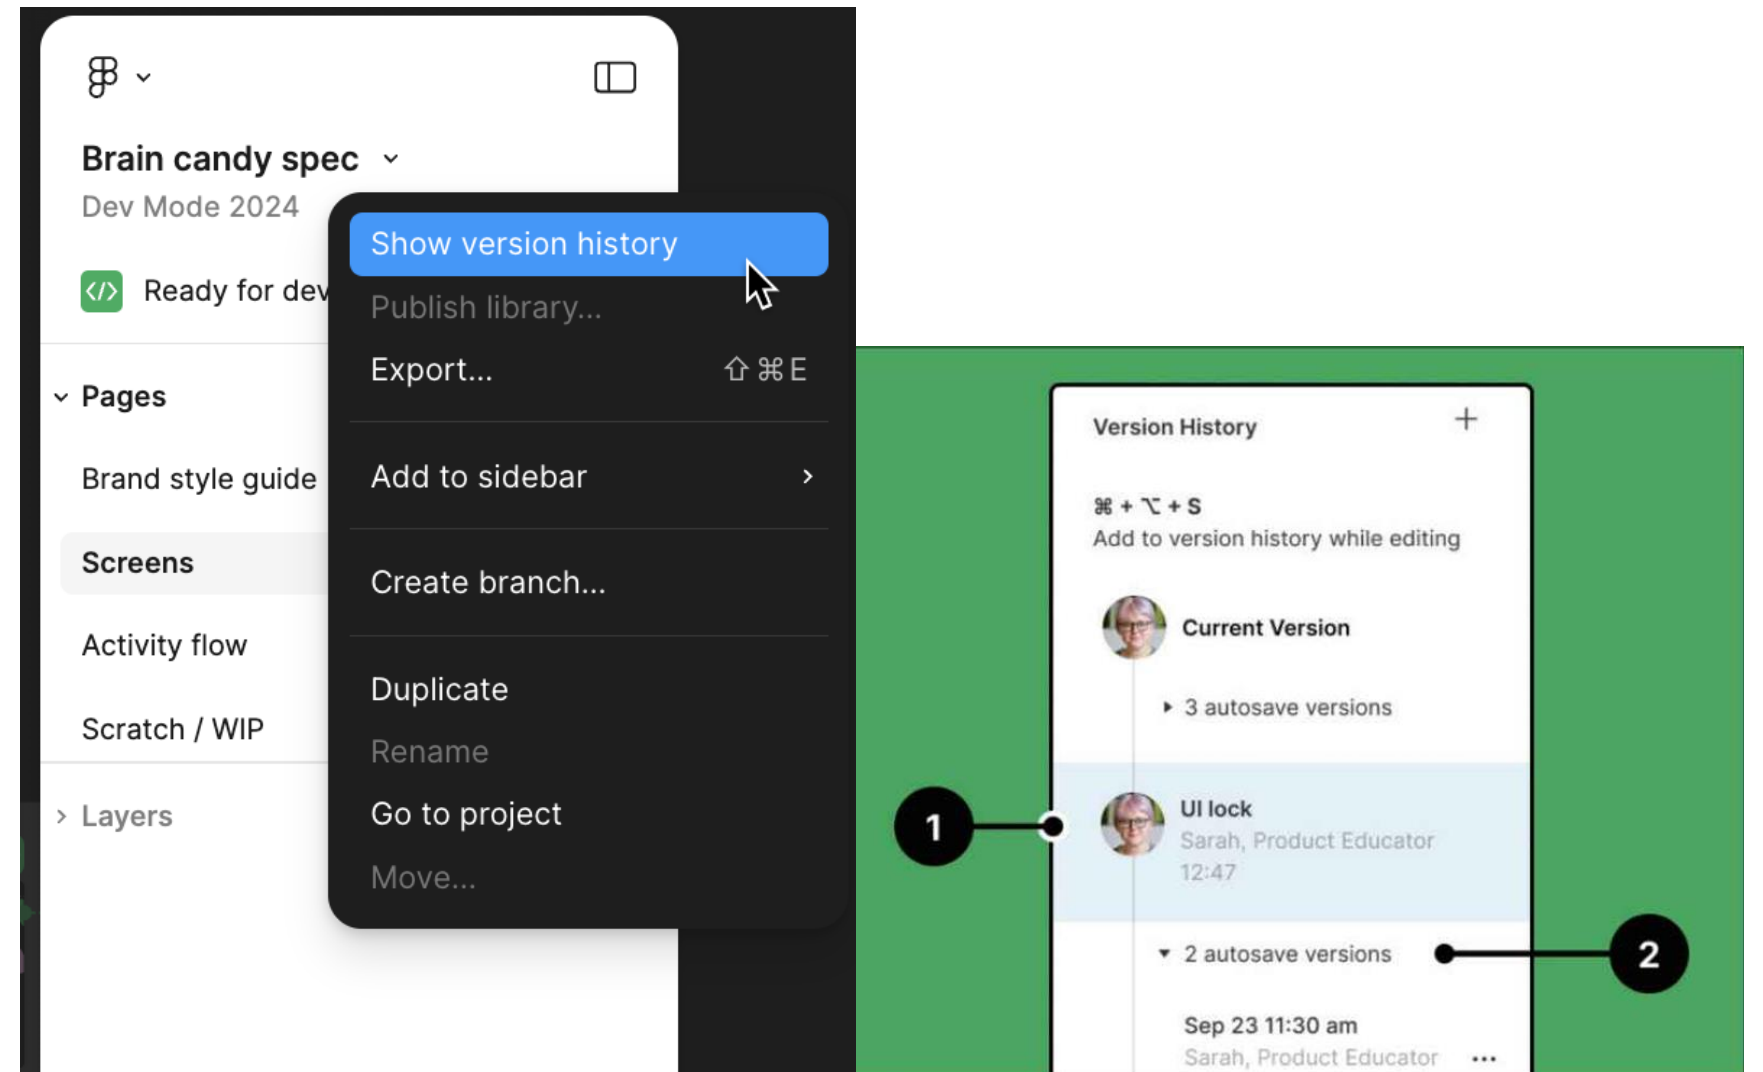 Brain candy spec
Dev Mode 2024
</> Ready for dev
Pages
Brand style guide
Screens
Activity flow
Scratch / WIP
Layers
Show version history
Publish library...
Export... ⇧⌘E
Add to sidebar
Create branch...
Duplicate
Rename
Go to project
Move...
Version History +
⌘ + ⌥ + S
Add to version history while editing
Current Version
3 autosave versions
1
UI lock
Sarah, Product Educator
12:47
2 autosave versions
2
Sep 23 11:30 am
Sarah, Product Educator